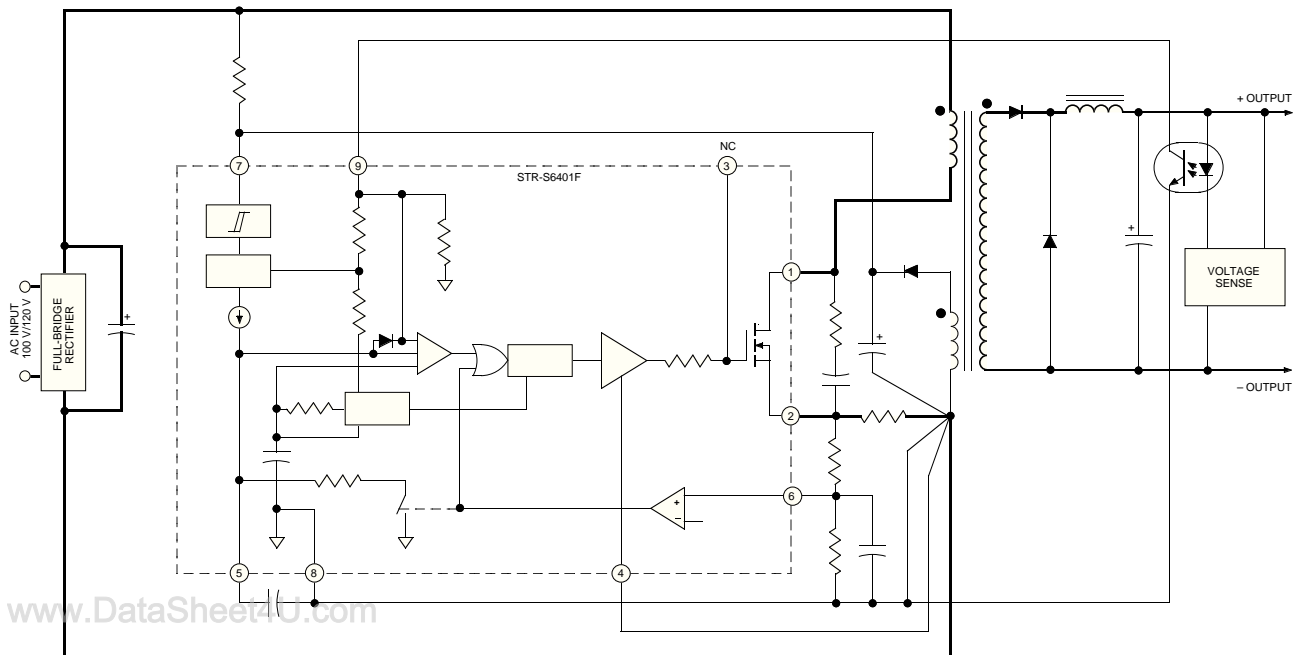 + OUTPUT
NC
7
9
3
STR-S6401F
AC INPUT
100 V/120 V
FULL-BRIDGE
RECTIFIER
+
1
+
+
VOLTAGE
SENSE
– OUTPUT
2
6
+
–
5
8
4
www.DataSheet4U.com